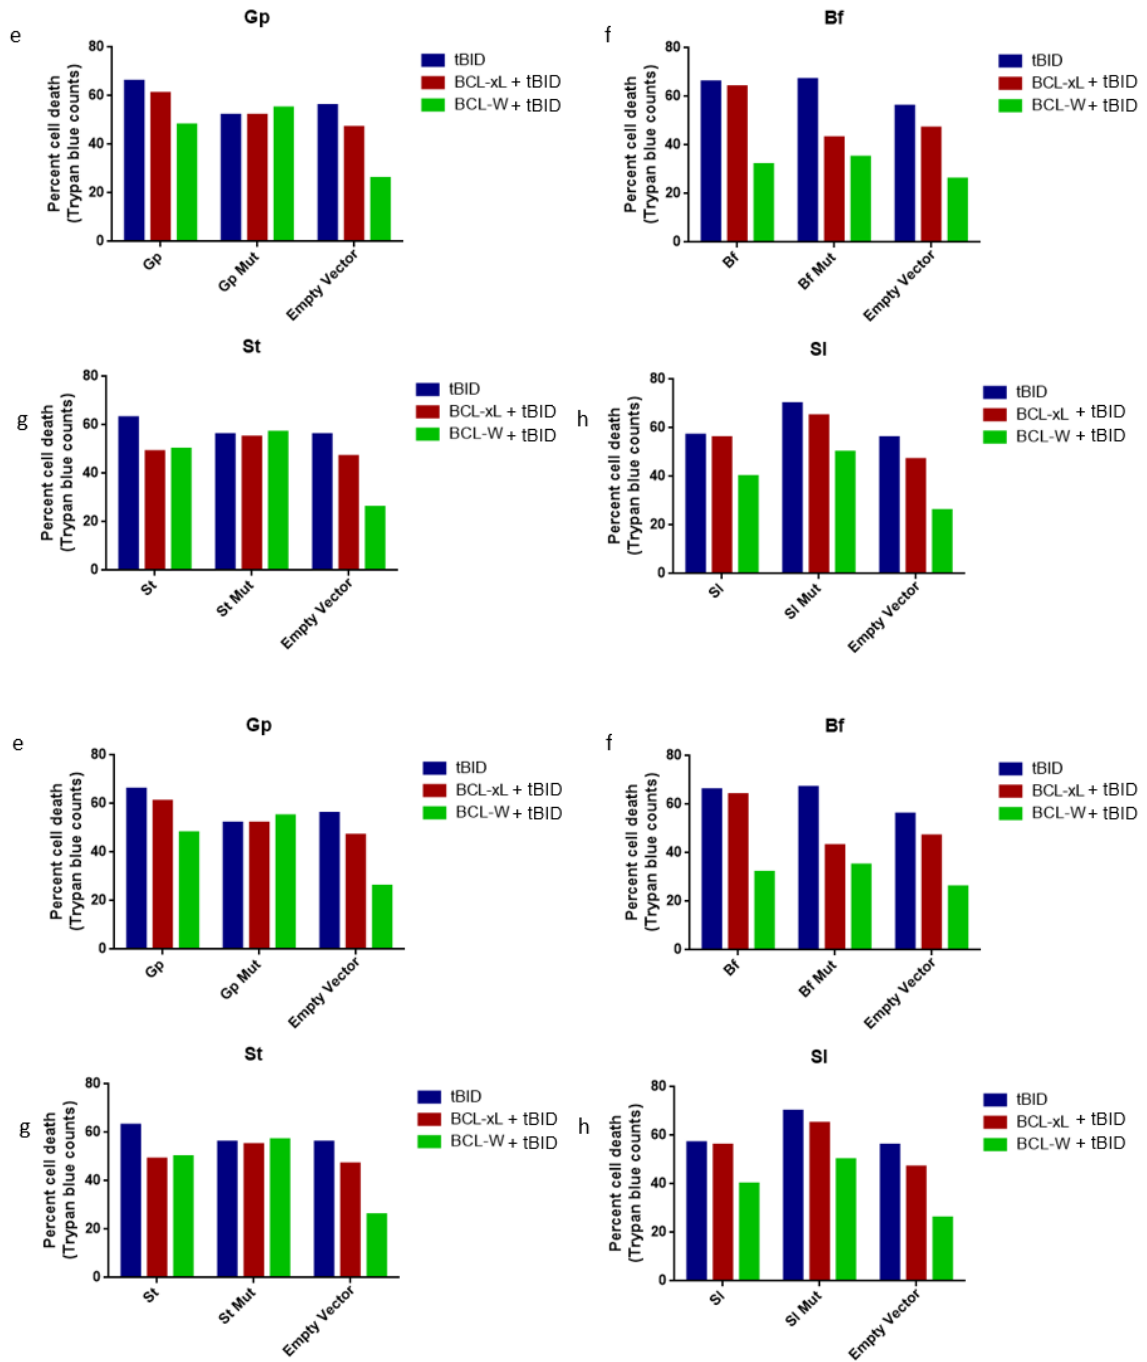 e
Gp
Percent cell death
(Trypan blue counts)
80
60
40
20
0
Gp
Gp Mut
Empty Vector
tBID
BCL-xL + tBID
BCL-W + tBID
f
Bf
Percent cell death
(Trypan blue counts)
80
60
40
20
0
Bf
Bf Mut
Empty Vector
tBID
BCL-xL + tBID
BCL-W + tBID
g
St
Percent cell death
(Trypan blue counts)
80
60
40
20
0
St
St Mut
Empty Vector
tBID
BCL-xL + tBID
BCL-W + tBID
h
Sl
Percent cell death
(Trypan blue counts)
80
60
40
20
0
Sl
Sl Mut
Empty Vector
tBID
BCL-xL + tBID
BCL-W + tBID
e
Gp
Percent cell death
(Trypan blue counts)
80
60
40
20
0
Gp
Gp Mut
Empty Vector
tBID
BCL-xL + tBID
BCL-W + tBID
f
Bf
Percent cell death
(Trypan blue counts)
80
60
40
20
0
Bf
Bf Mut
Empty Vector
tBID
BCL-xL + tBID
BCL-W + tBID
g
St
Percent cell death
(Trypan blue counts)
80
60
40
20
0
St
St Mut
Empty Vector
tBID
BCL-xL + tBID
BCL-W + tBID
h
Sl
Percent cell death
(Trypan blue counts)
80
60
40
20
0
Sl
Sl Mut
Empty Vector
tBID
BCL-xL + tBID
BCL-W + tBID